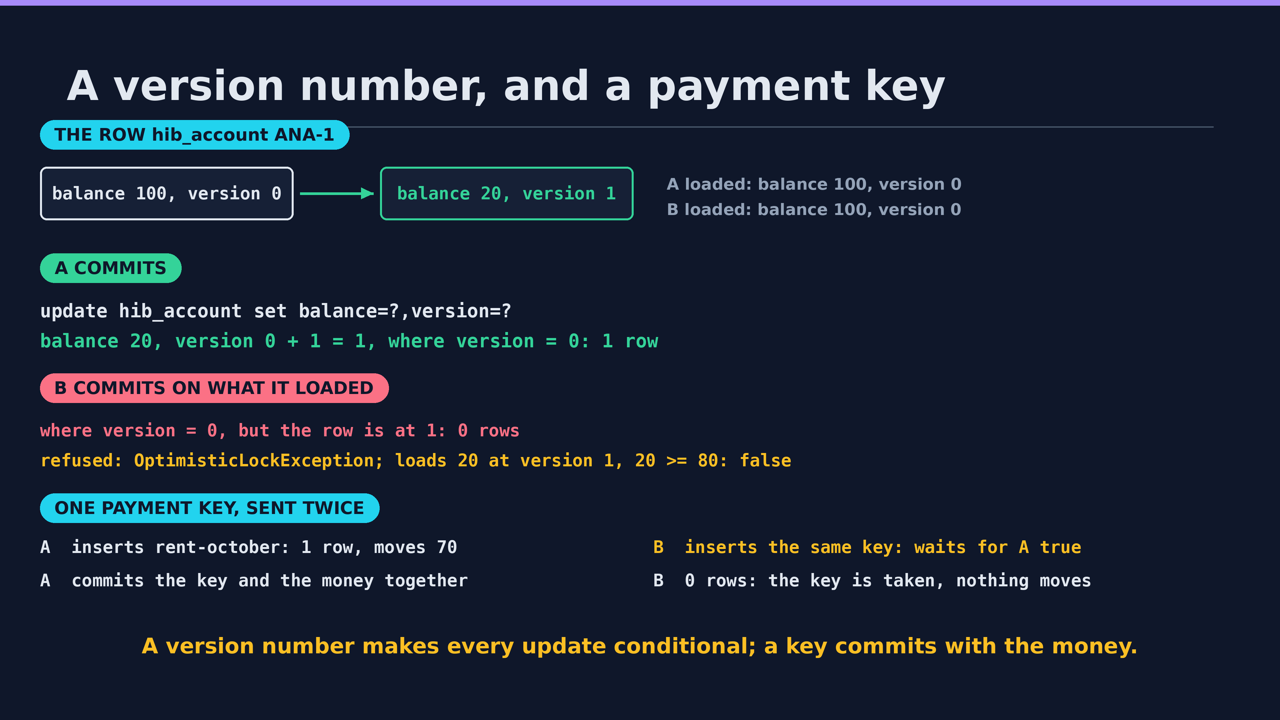 A version number, and a payment key
THE ROW hib_account ANA-1
balance 100, version 0
balance 20, version 1
A loaded: balance 100, version 0
B loaded: balance 100, version 0
A COMMITS
update hib_account set balance=?,version=?
balance 20, version 0 + 1 = 1, where version = 0: 1 row
B COMMITS ON WHAT IT LOADED
where version = 0, but the row is at 1: 0 rows
refused: OptimisticLockException; loads 20 at version 1, 20 >= 80: false
ONE PAYMENT KEY, SENT TWICE
A inserts rent-october: 1 row, moves 70
B inserts the same key: waits for A true
A commits the key and the money together
B 0 rows: the key is taken, nothing moves
A version number makes every update conditional; a key commits with the money.